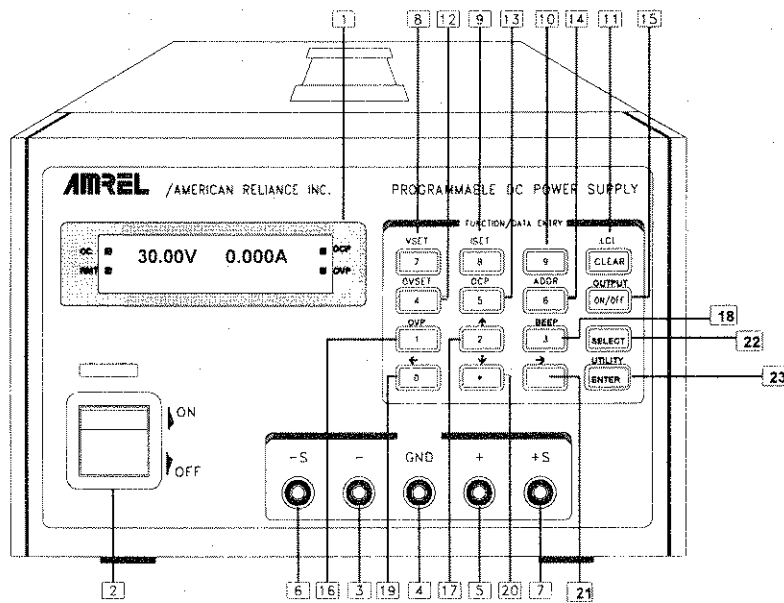 1 8 12 9 13 10 14 11 15
AMREL /AMERICAN RELIANCE INC. PROGRAMMABLE DC POWER SUPPLY
FUNCTION/DATA ENTRY
VSET ISET LCL
7 8 9 CLEAR
OVSET OCP ADDR OUTPUT
4 5 6 ON/OFF
OVP ↑ BEEP
1 2 3 SELECT
← ↓ → UTILITY
0 • ENTER
CC OCP
30.00V 0.000A
RMT OVP
18
22
23
ON
OFF
-S - GND + +S
2 6 16 3 19 4 17 5 20 7 21